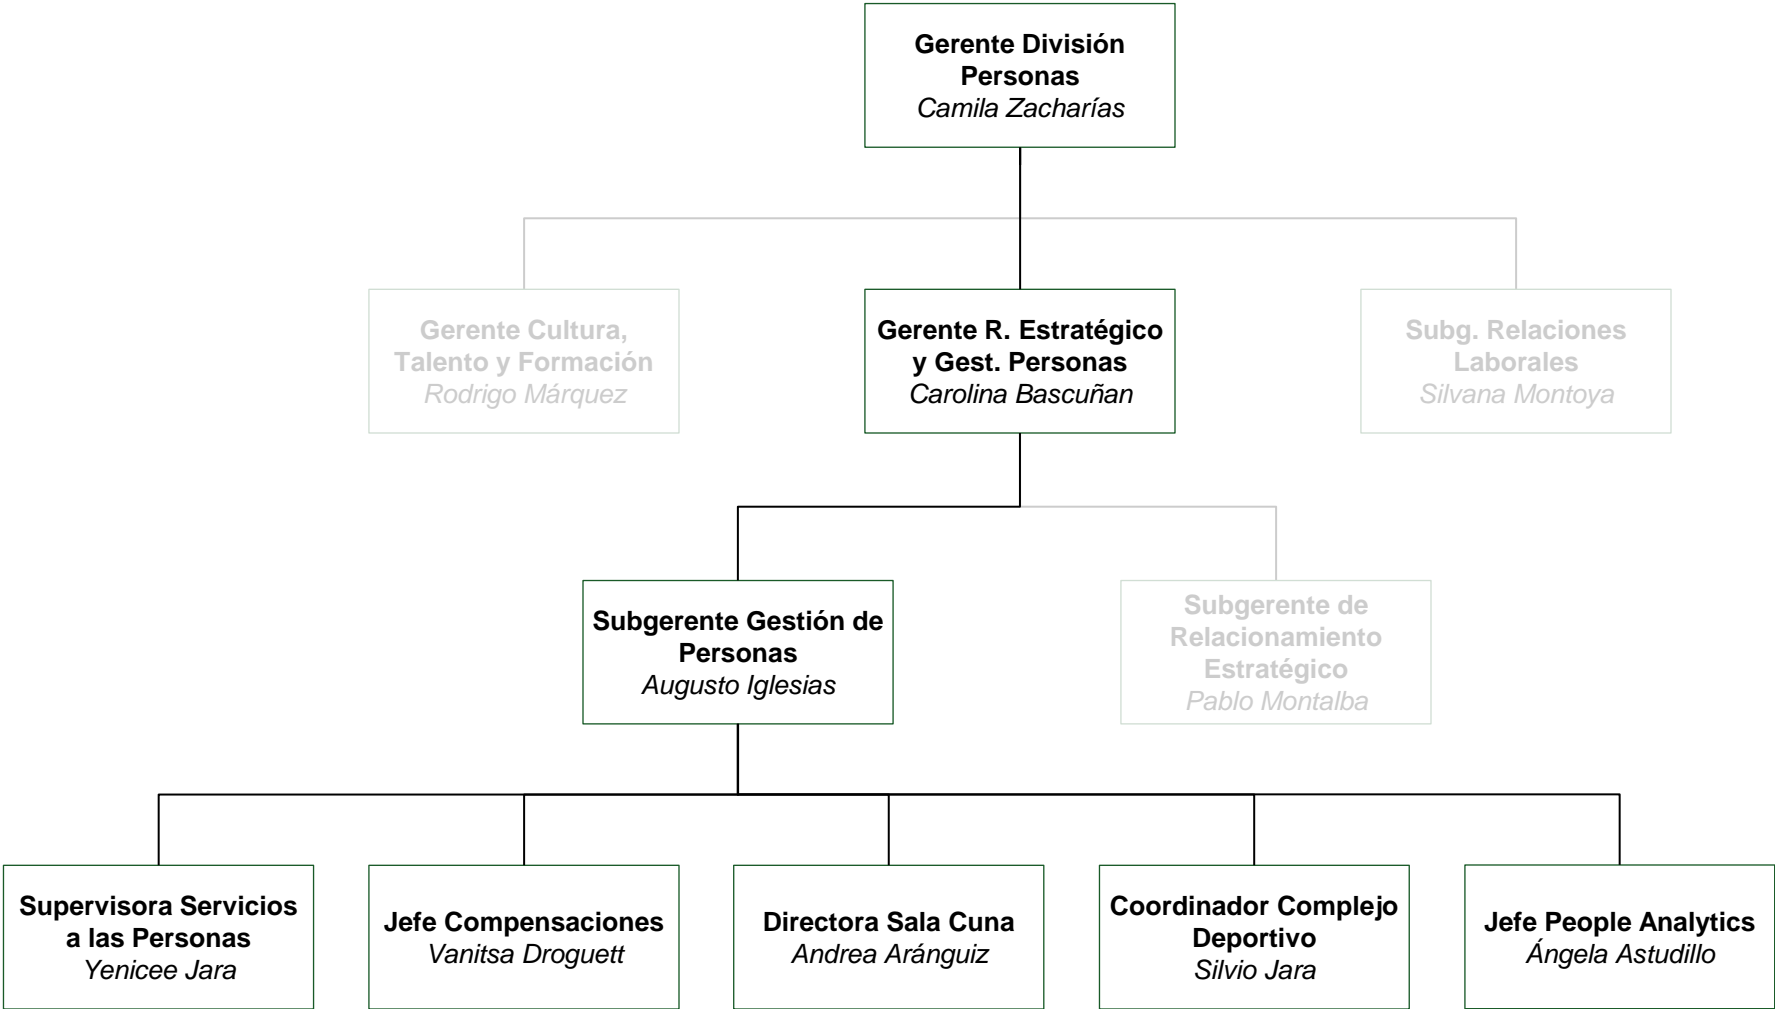 Gerente División
Personas
Camila Zacharías
Gerente Cultura,
Talento y Formación
Rodrigo Márquez
Gerente R. Estratégico
y Gest. Personas
Carolina Bascuñan
Subg. Relaciones
Laborales
Silvana Montoya
Subgerente Gestión de
Personas
Augusto Iglesias
Subgerente de
Relacionamiento
Estratégico
Pablo Montalba
Supervisora Servicios
a las Personas
Yenicee Jara
Jefe Compensaciones
Vanitsa Droguett
Directora Sala Cuna
Andrea Aránguiz
Coordinador Complejo
Deportivo
Silvio Jara
Jefe People Analytics
Ángela Astudillo